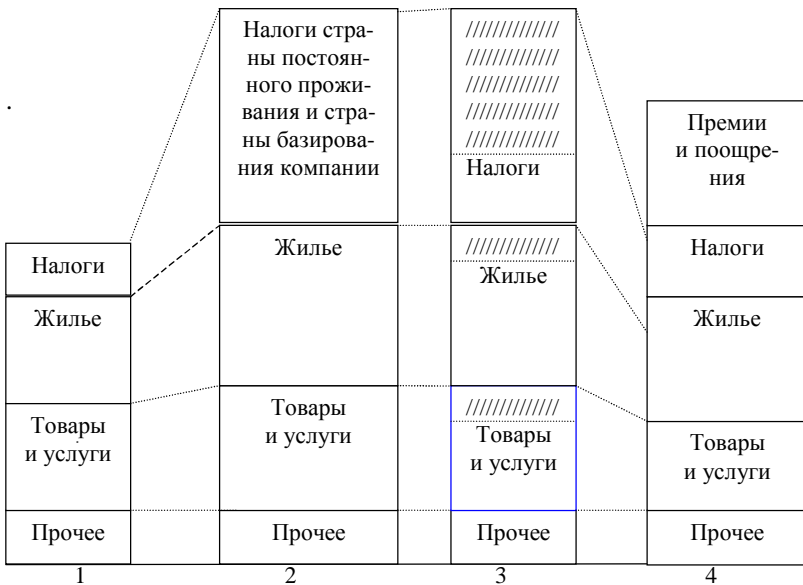 Налоги
Жилье
Товары
и услуги
Прочее
1
Налоги стра-
ны постоян-
ного прожи-
вания и стра-
ны базирова-
ния компании
Жилье
Товары
и услуги
Прочее
2
//////////////
//////////////
//////////////
//////////////
//////////////
Налоги
//////////////
Жилье
//////////////
Товары
и услуги
Прочее
3
Премии
и поощре-
ния
Налоги
Жилье
Товары
и услуги
Прочее
4